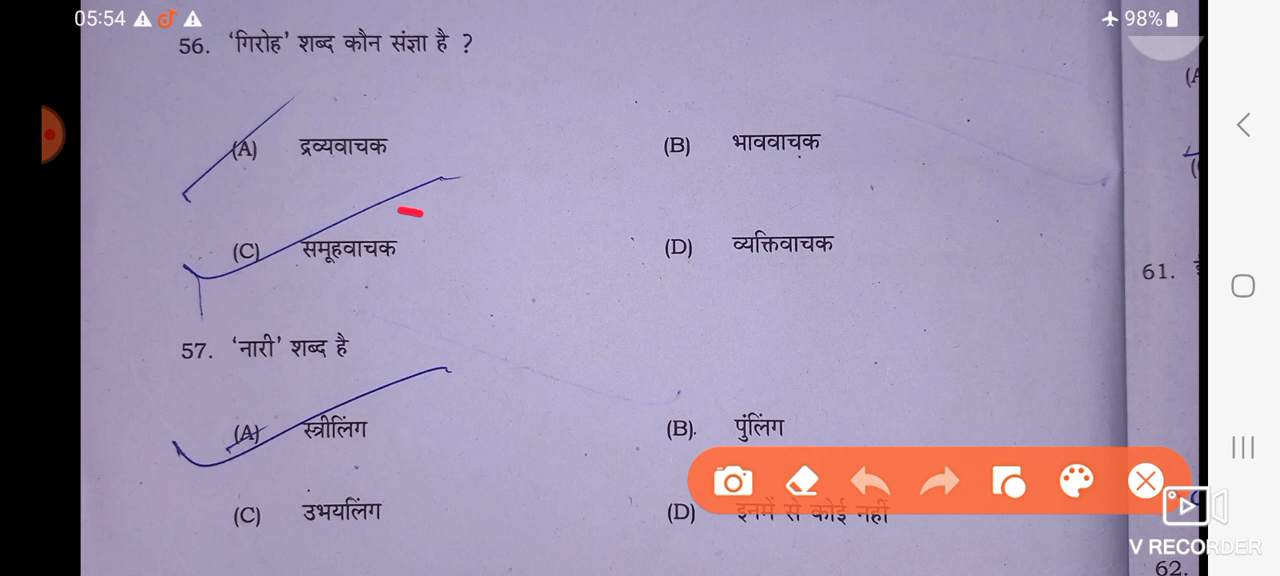 05:54
98%
56. 'गिरोह' शब्द कौन संज्ञा है ?
(A) द्रव्यवाचक (B) भाववाचक
(C) समूहवाचक (D) व्यक्तिवाचक
61.
57. 'नारी' शब्द है
(A) स्त्रीलिंग (B). पुंलिंग
(C) उभयलिंग (D) इनमें से कोई नहीं
V RECORDER
62.